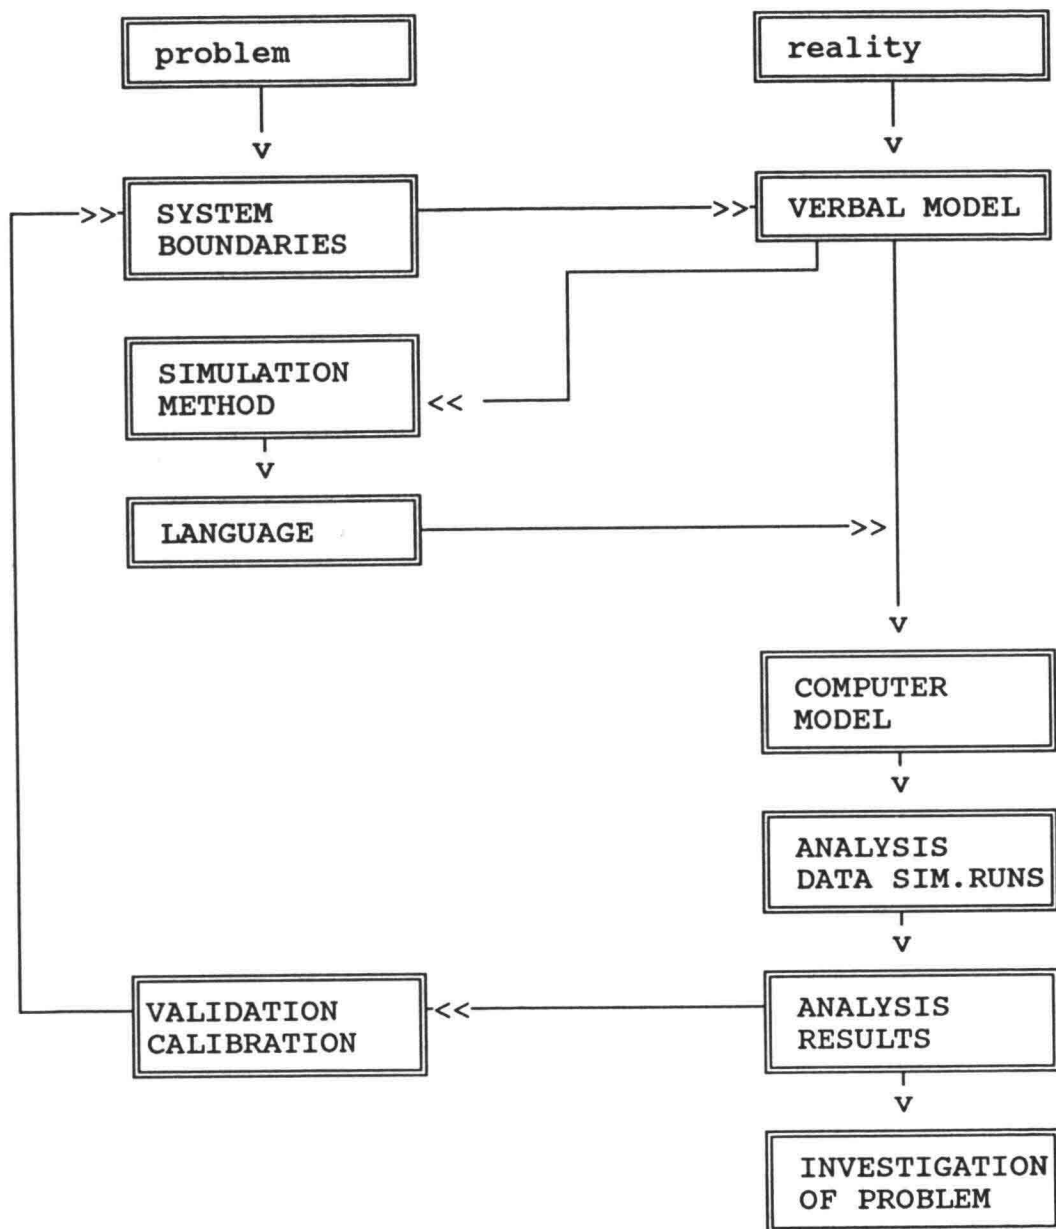 problem
reality
v
v
>>
SYSTEM
BOUNDARIES
>>
VERBAL MODEL
SIMULATION
METHOD
<<
v
LANGUAGE
>>
v
COMPUTER
MODEL
v
ANALYSIS
DATA SIM.RUNS
v
VALIDATION
CALIBRATION
<<
ANALYSIS
RESULTS
v
INVESTIGATION
OF PROBLEM